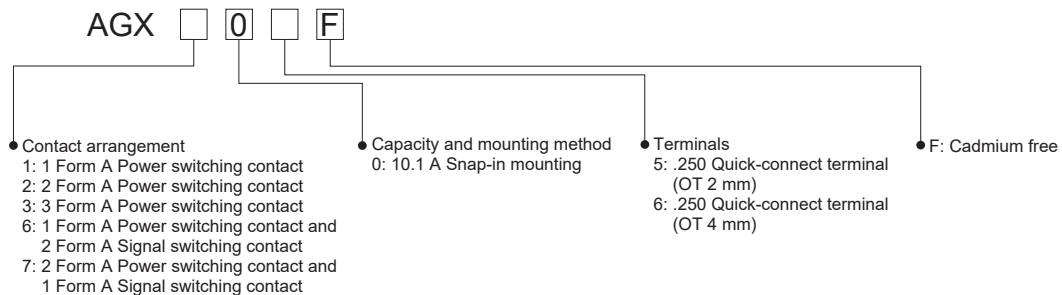 AGX 0 F
Contact arrangement
1: 1 Form A Power switching contact
2: 2 Form A Power switching contact
3: 3 Form A Power switching contact
6: 1 Form A Power switching contact and
2 Form A Signal switching contact
7: 2 Form A Power switching contact and
1 Form A Signal switching contact
Capacity and mounting method
0: 10.1 A Snap-in mounting
Terminals
5: .250 Quick-connect terminal
(OT 2 mm)
6: .250 Quick-connect terminal
(OT 4 mm)
F: Cadmium free